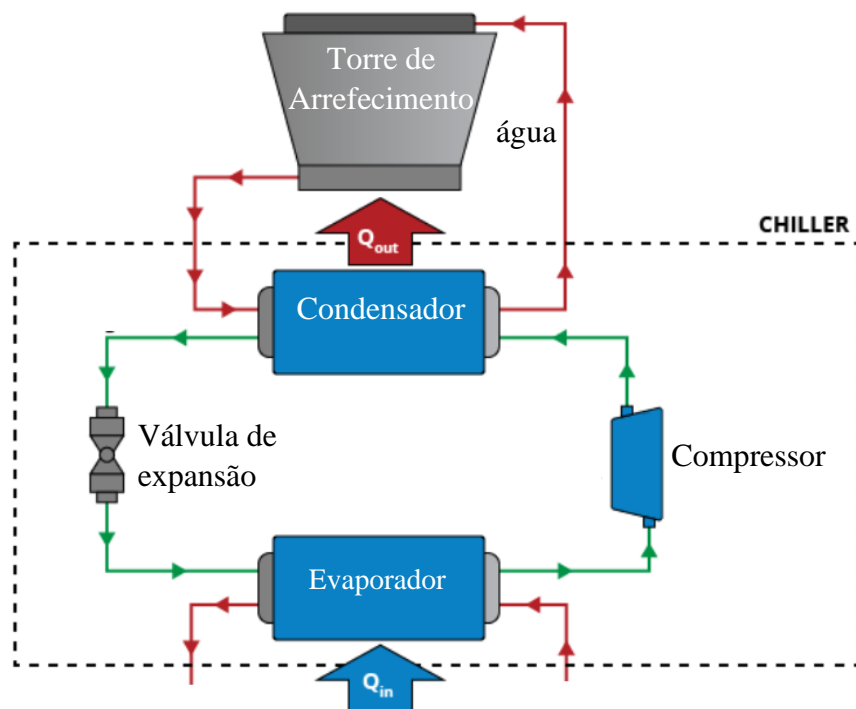 Torre de
Arrefecimento
água
CHILLER
Qout
Condensador
Válvula de
expansão
Compressor
Evaporador
Qin